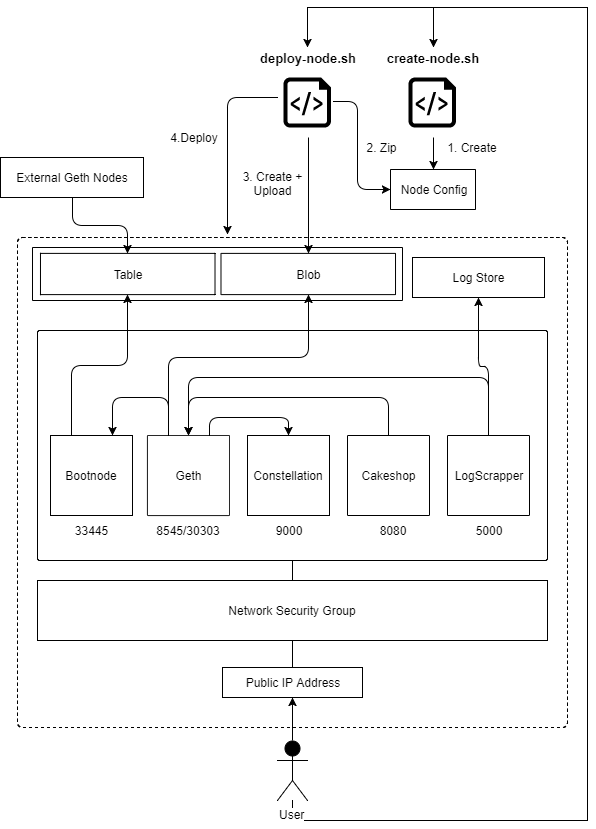 deploy-node.sh
create-node.sh
</>
</>
4.Deploy
2. Zip
1. Create
3. Create +
Upload
External Geth Nodes
Node Config
Table
Blob
Log Store
Bootnode
Geth
Constellation
Cakeshop
LogScrapper
33445
8545/30303
9000
8080
5000
Network Security Group
Public IP Address
User